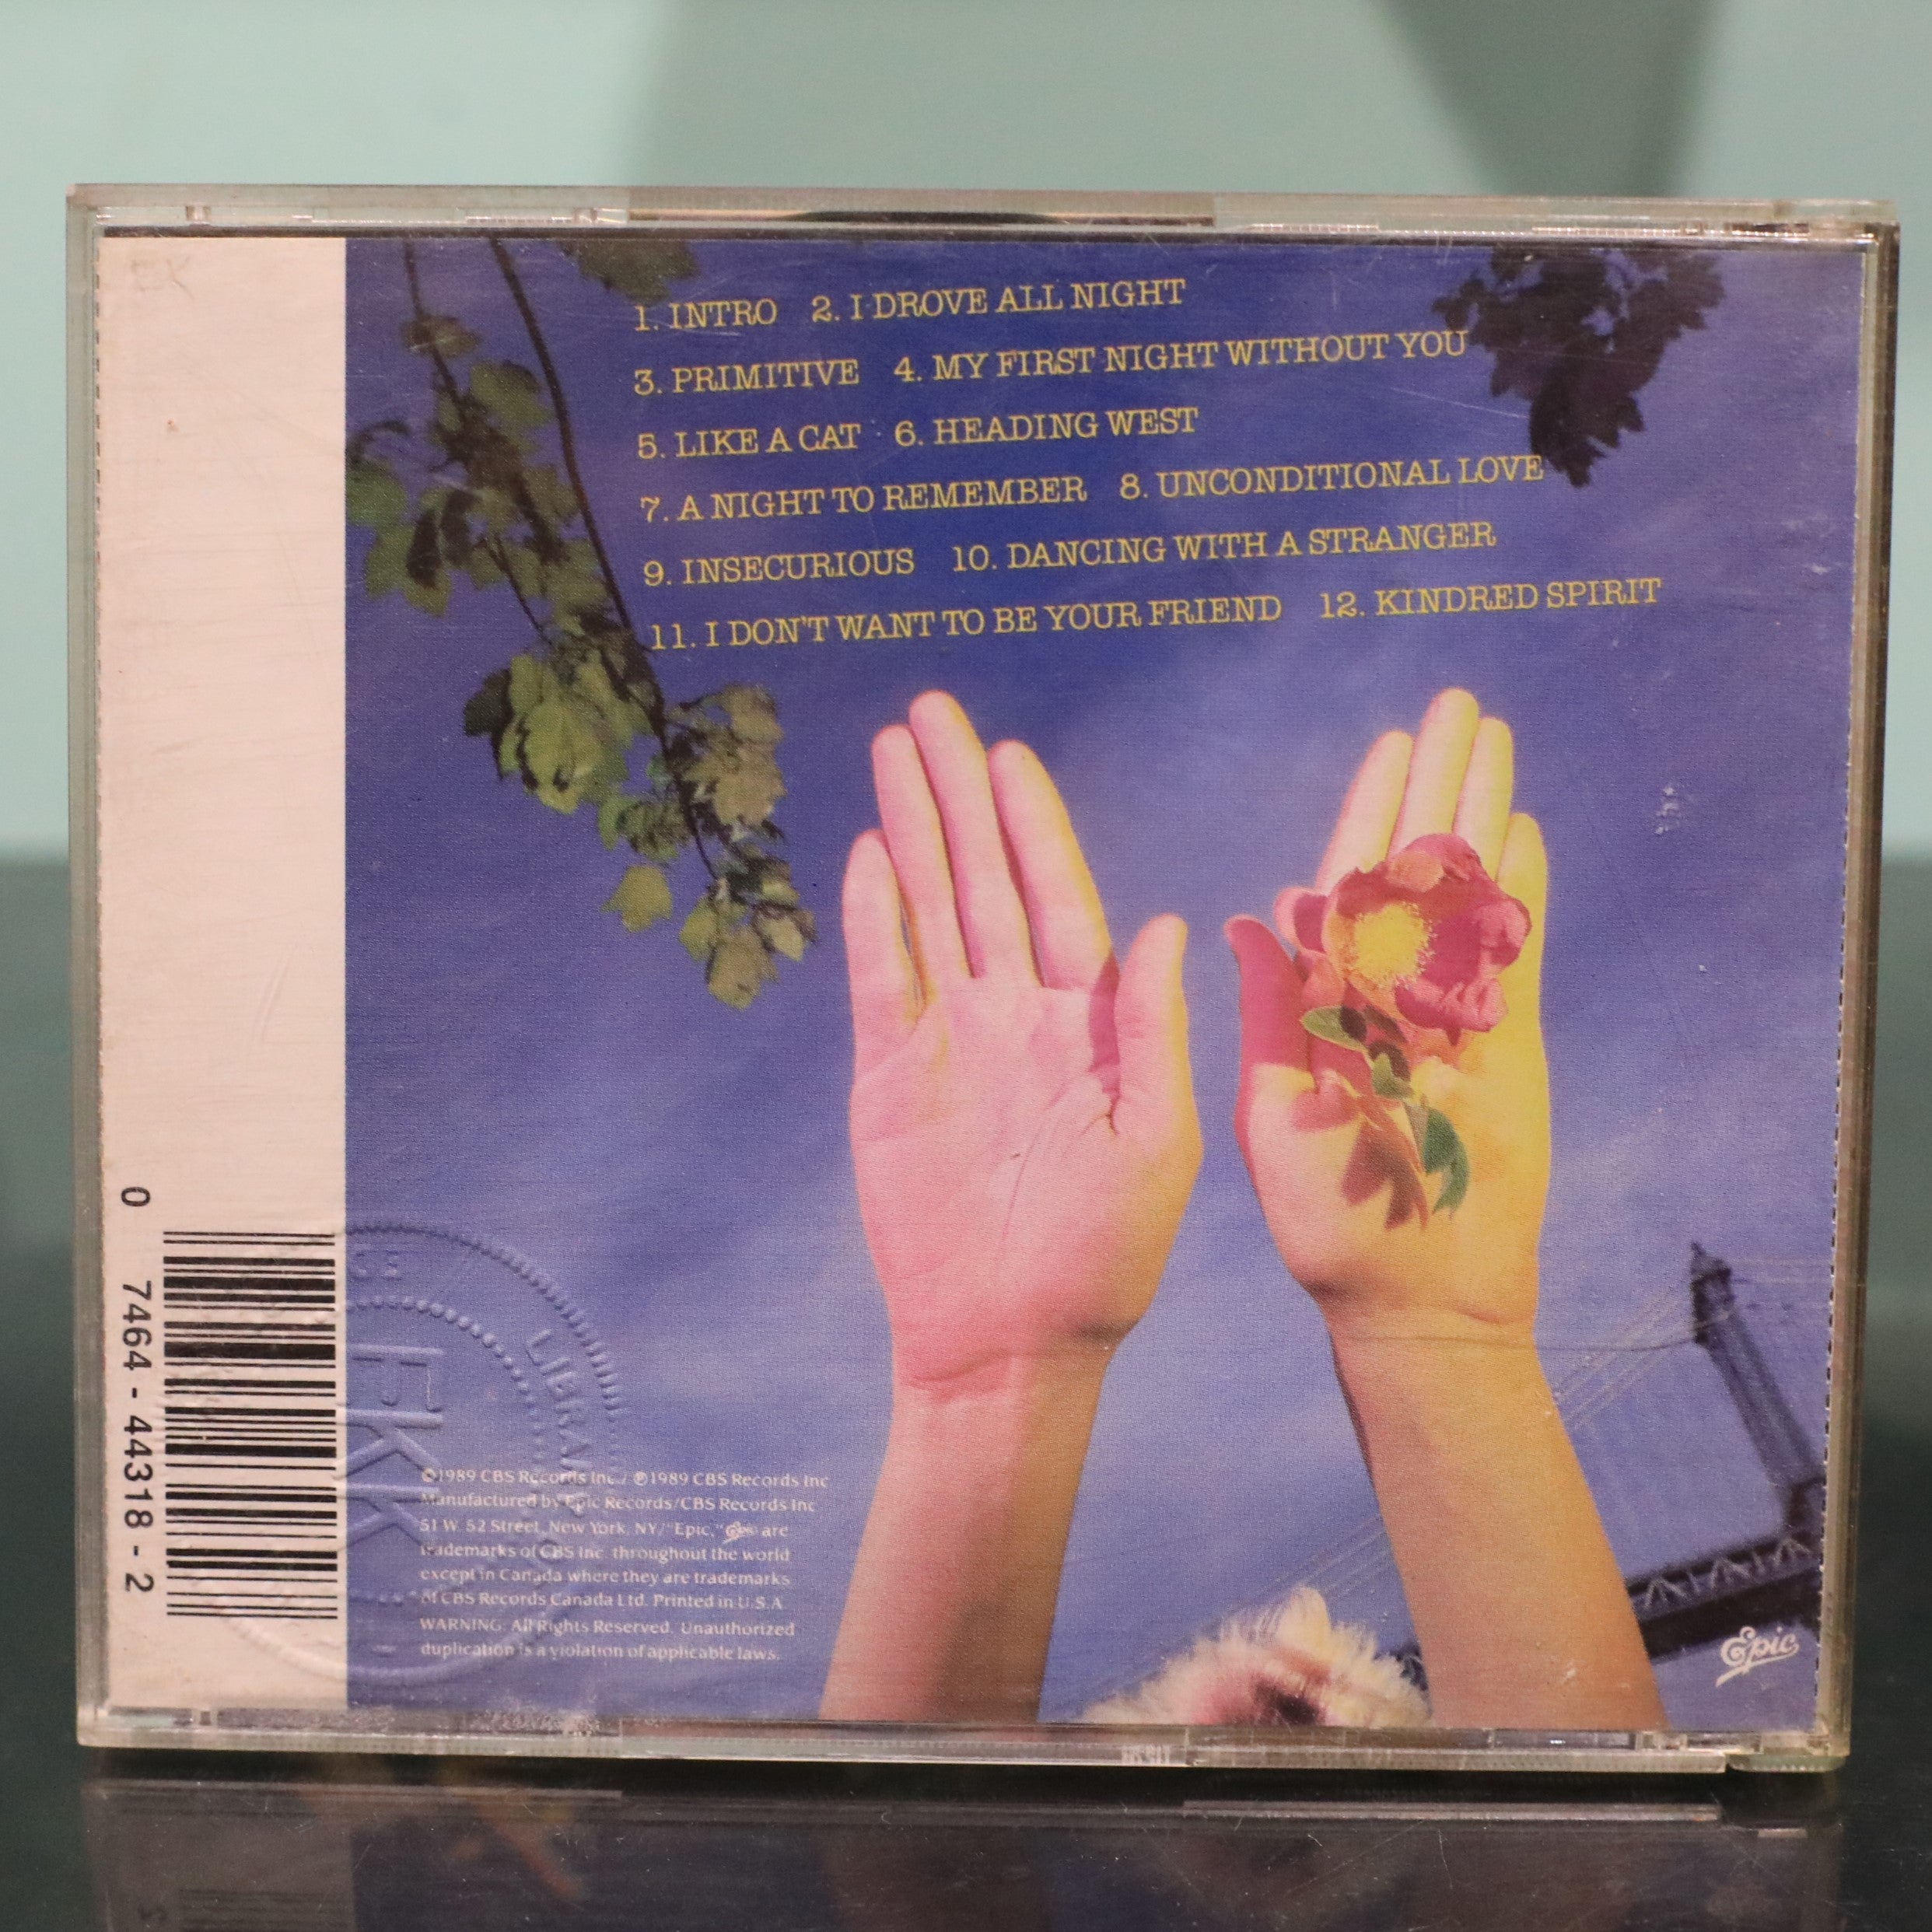 1. INTRO 2. I DROVE ALL NIGHT
3. PRIMITIVE 4. MY FIRST NIGHT WITHOUT YOU
5. LIKE A CAT 6. HEADING WEST
7. A NIGHT TO REMEMBER 8. UNCONDITIONAL LOVE
9. INSECURIOUS 10. DANCING WITH A STRANGER
11. I DON'T WANT TO BE YOUR FRIEND 12. KINDRED SPIRIT
EK
0 7464-44318-2
LIBRA
©1989 CBS Records Inc./ ℗1989 CBS Records Inc
Manufactured by Epic Records/CBS Records Inc
51 W. 52 Street, New York, NY/"Epic," Epic are
trademarks of CBS Inc. throughout the world
except in Canada where they are trademarks
of CBS Records Canada Ltd. Printed in U.S.A
WARNING: All Rights Reserved. Unauthorized
duplication is a violation of applicable laws.
Epic